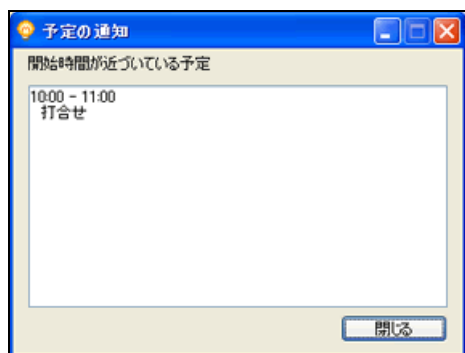 予定の通知
開始時間が近づいている予定
10:00 - 11:00
打合せ
閉じる